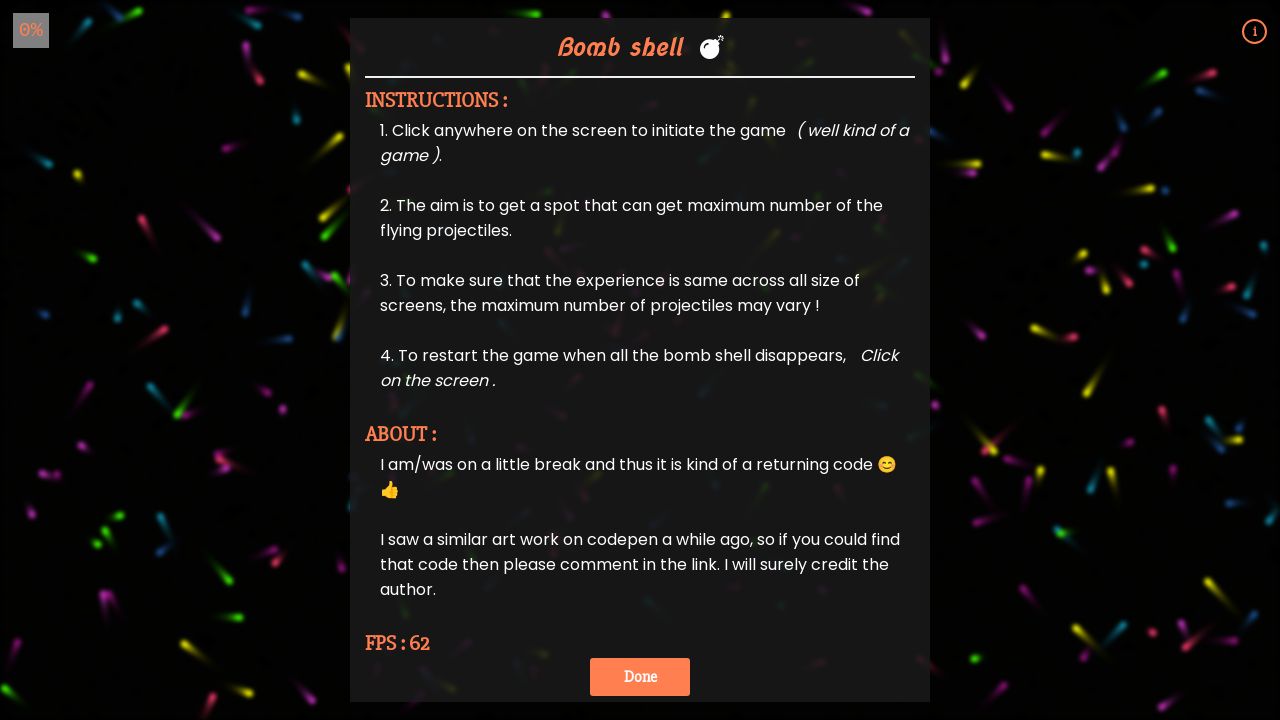 0%
i
Bomb shell 💣
INSTRUCTIONS :
1. Click anywhere on the screen to initiate the game ( well kind of a
game ).
2. The aim is to get a spot that can get maximum number of the
flying projectiles.
3. To make sure that the experience is same across all size of
screens, the maximum number of projectiles may vary !
4. To restart the game when all the bomb shell disappears, Click
on the screen .
ABOUT :
I am/was on a little break and thus it is kind of a returning code 😊
👍
I saw a similar art work on codepen a while ago, so if you could find
that code then please comment in the link. I will surely credit the
author.
FPS : 62
Done